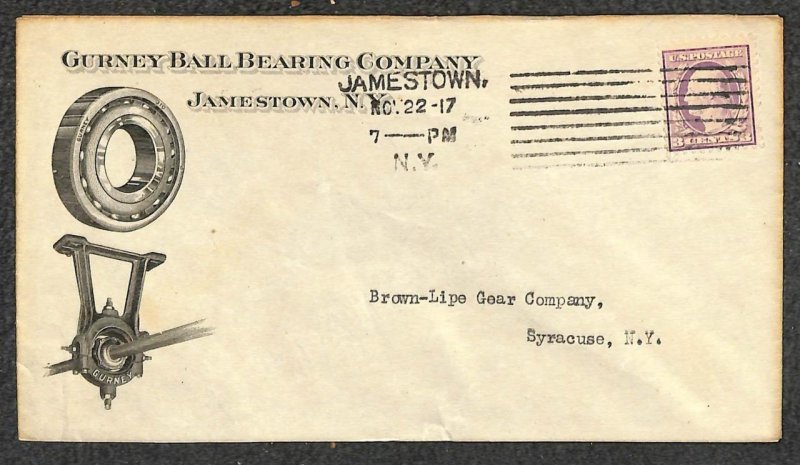 GURNEY BALL BEARING COMPANY
JAMESTOWN, N.Y.
JAMESTOWN,
NO. 22-17
7 — PM
N.Y.
U.S. POSTAGE
3 CENTS 3
GURNEY
Brown-Lipe Gear Company,
Syracuse, N.Y.
GURNEY